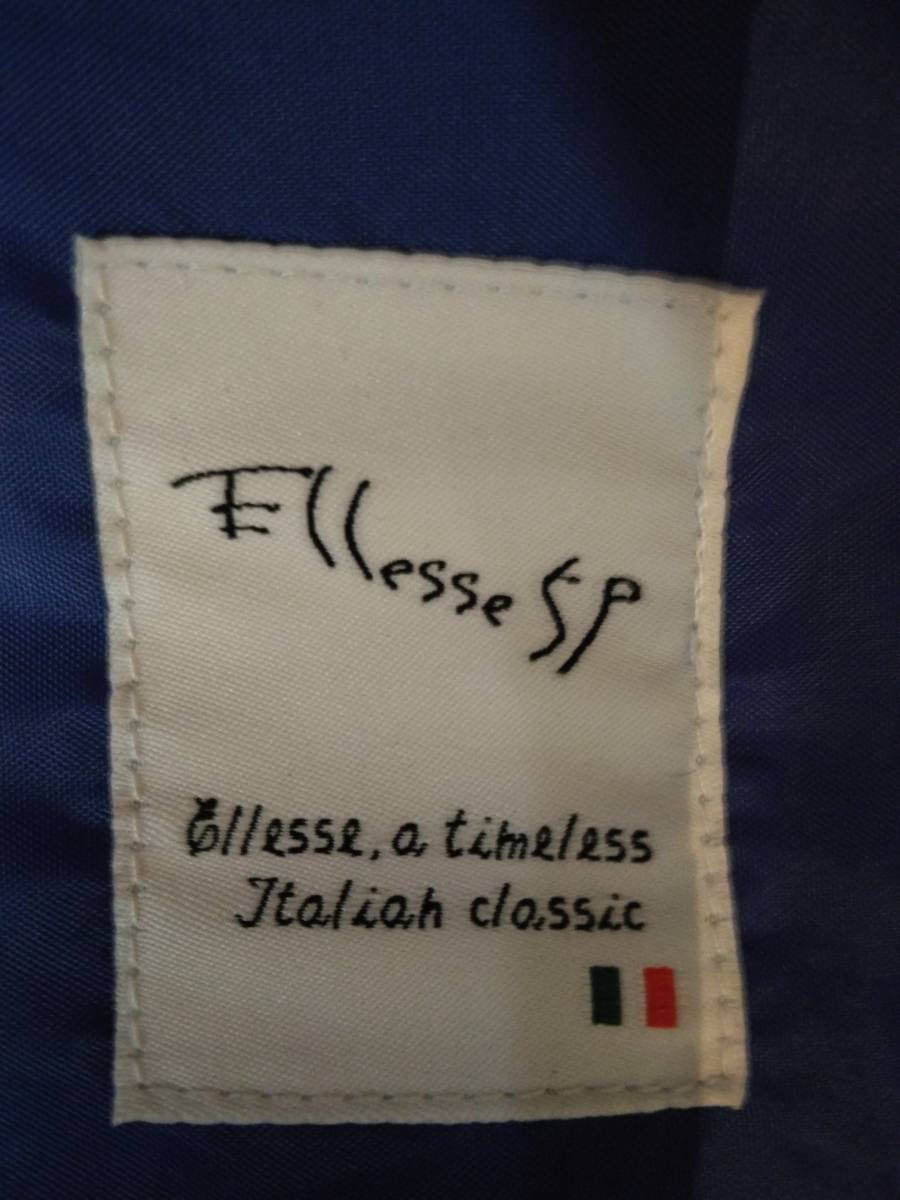 Ellesse SP
Ellesse, a timeless
Italian classic